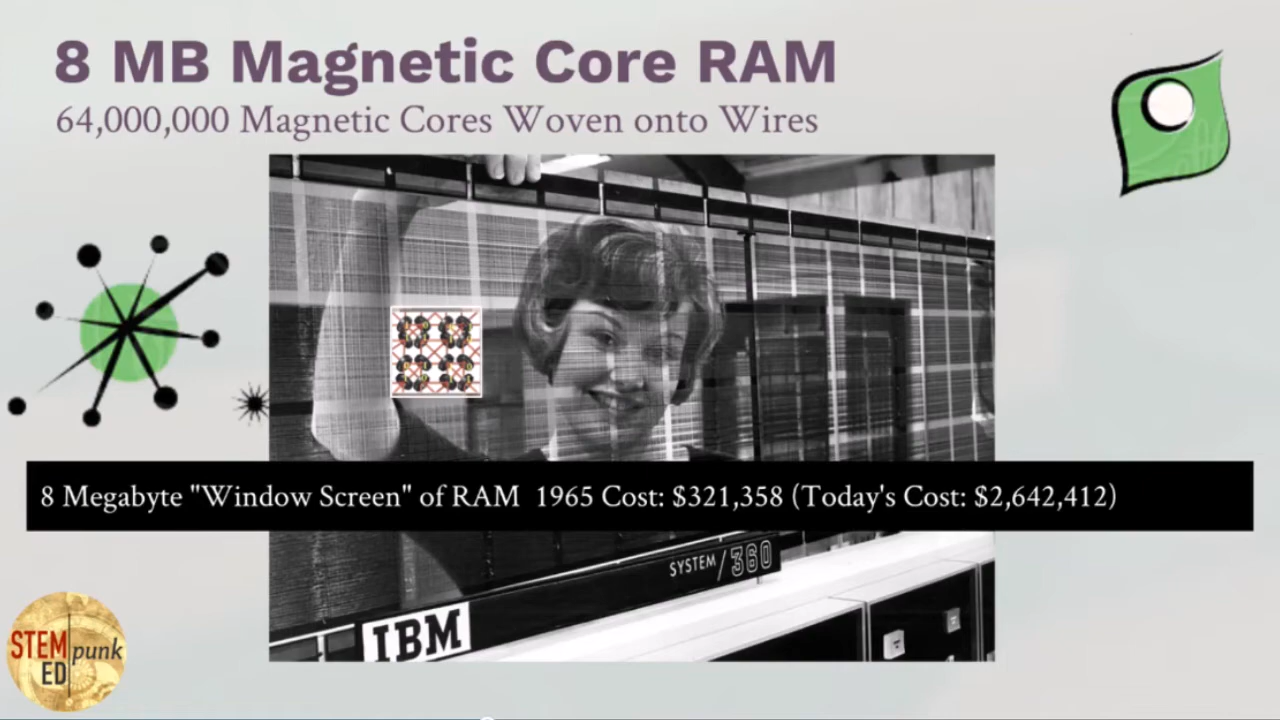 8 MB Magnetic Core RAM
64,000,000 Magnetic Cores Woven onto Wires
8 Megabyte "Window Screen" of RAM 1965 Cost: $321,358 (Today's Cost: $2,642,412)
SYSTEM/360
IBM
STEM punk
ED